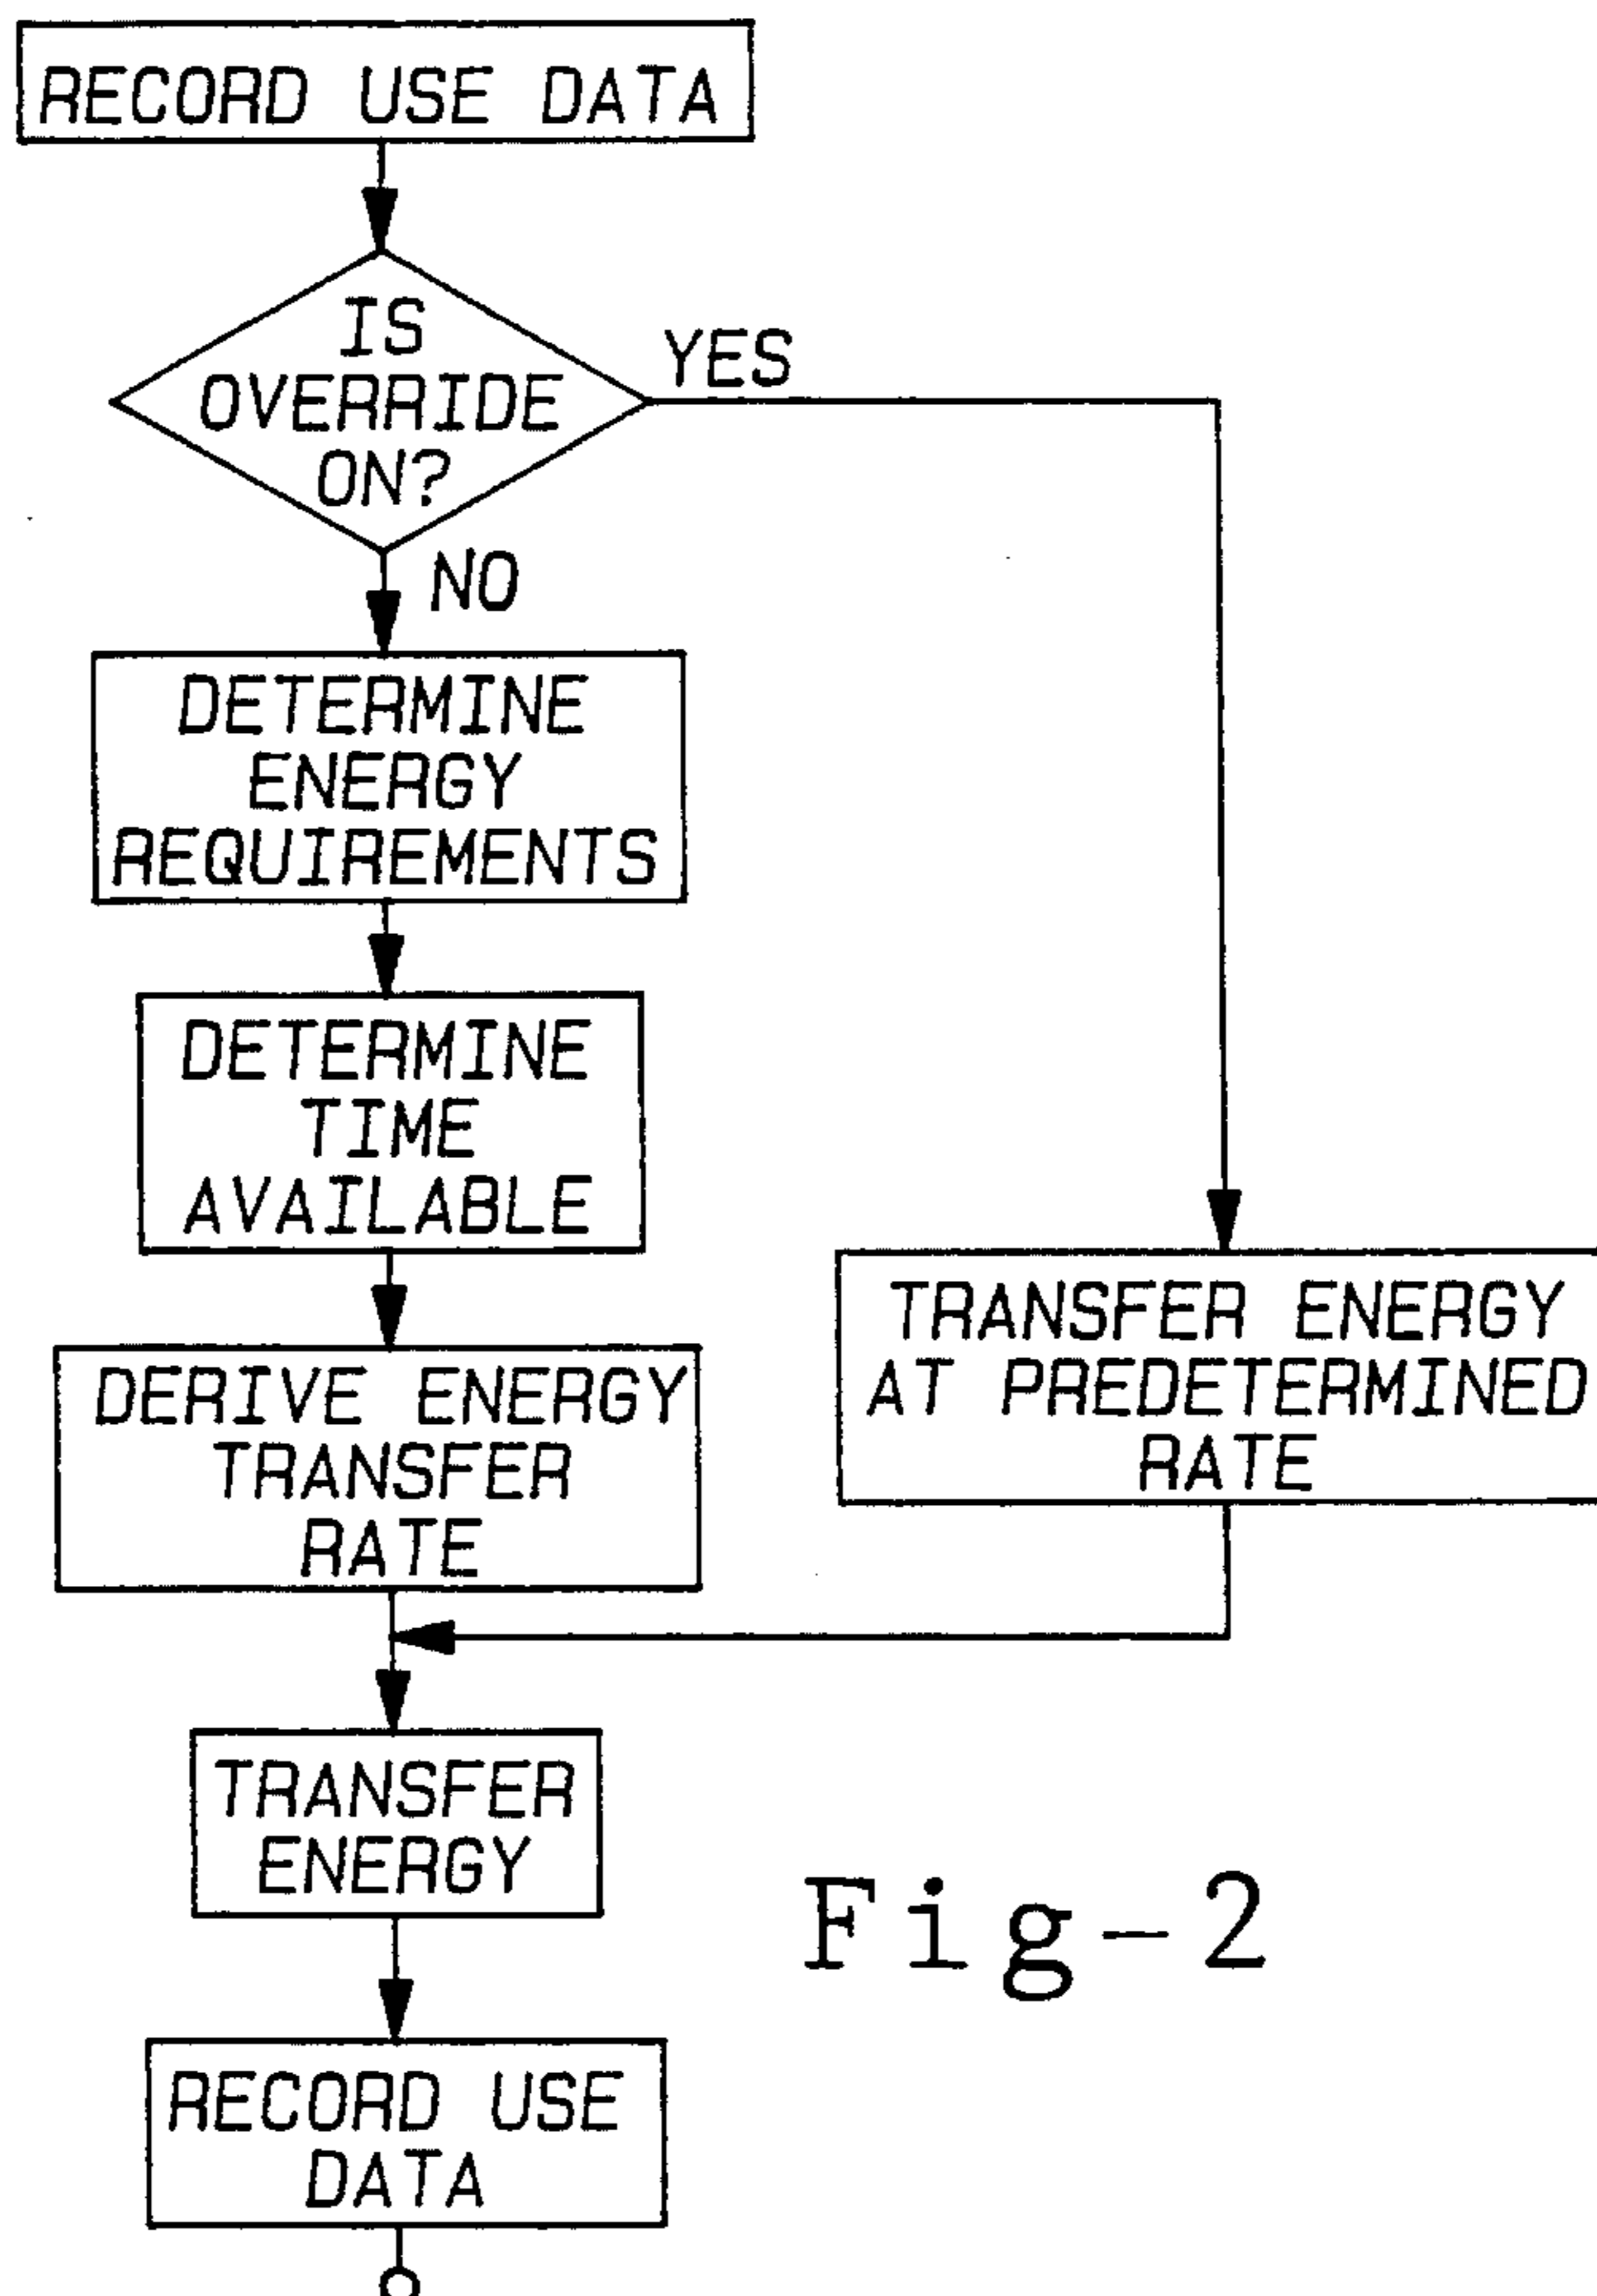 RECORD USE DATA
IS
OVERRIDE
ON?
YES
NO
DETERMINE
ENERGY
REQUIREMENTS
DETERMINE
TIME
AVAILABLE
DERIVE ENERGY
TRANSFER
RATE
TRANSFER ENERGY
AT PREDETERMINED
RATE
TRANSFER
ENERGY
RECORD USE
DATA
Fig-2